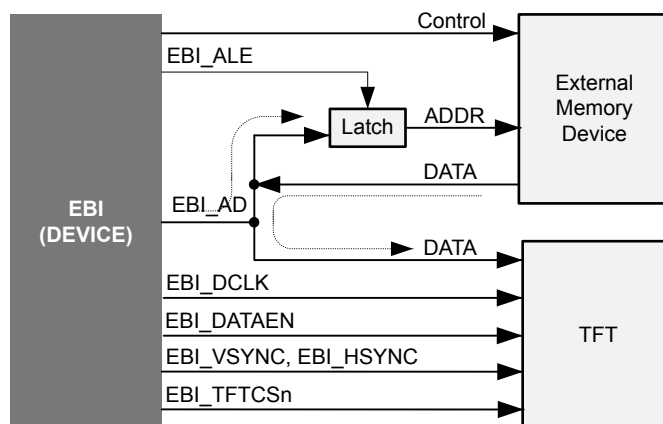 Control
EBI_ALE
External
Memory
Device
Latch
ADDR
DATA
EBI
(DEVICE)
EBI_AD
DATA
EBI_DCLK
EBI_DATAEN
TFT
EBI_VSYNC, EBI_HSYNC
EBI_TFTCSn